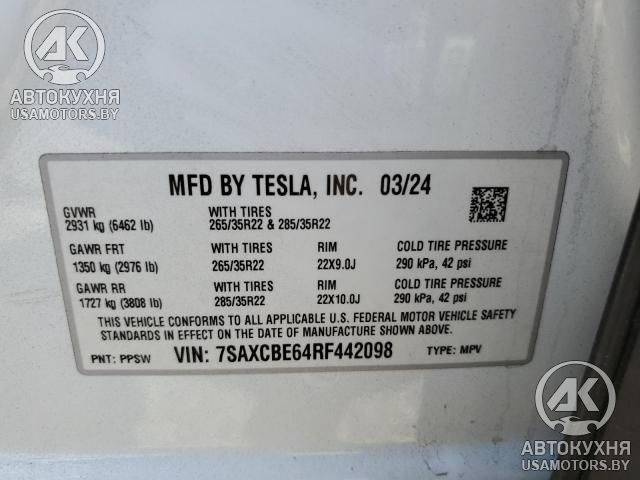 АК
АВТОКУХНЯ
USAMOTORS.BY
MFD BY TESLA, INC. 03/24
GVWR WITH TIRES
2931 kg (6462 lb) 265/35R22 & 285/35R22
GAWR FRT WITH TIRES RIM COLD TIRE PRESSURE
1350 kg (2976 lb) 265/35R22 22X9.0J 290 kPa, 42 psi
GAWR RR WITH TIRES RIM COLD TIRE PRESSURE
1727 kg (3808 lb) 285/35R22 22X10.0J 290 kPa, 42 psi
THIS VEHICLE CONFORMS TO ALL APPLICABLE U.S. FEDERAL MOTOR VEHICLE SAFETY
STANDARDS IN EFFECT ON THE DATE OF MANUFACTURE SHOWN ABOVE.
PNT: PPSW VIN: 7SAXCBE64RF442098 TYPE: MPV
АК
АВТОКУХНЯ
USAMOTORS.BY